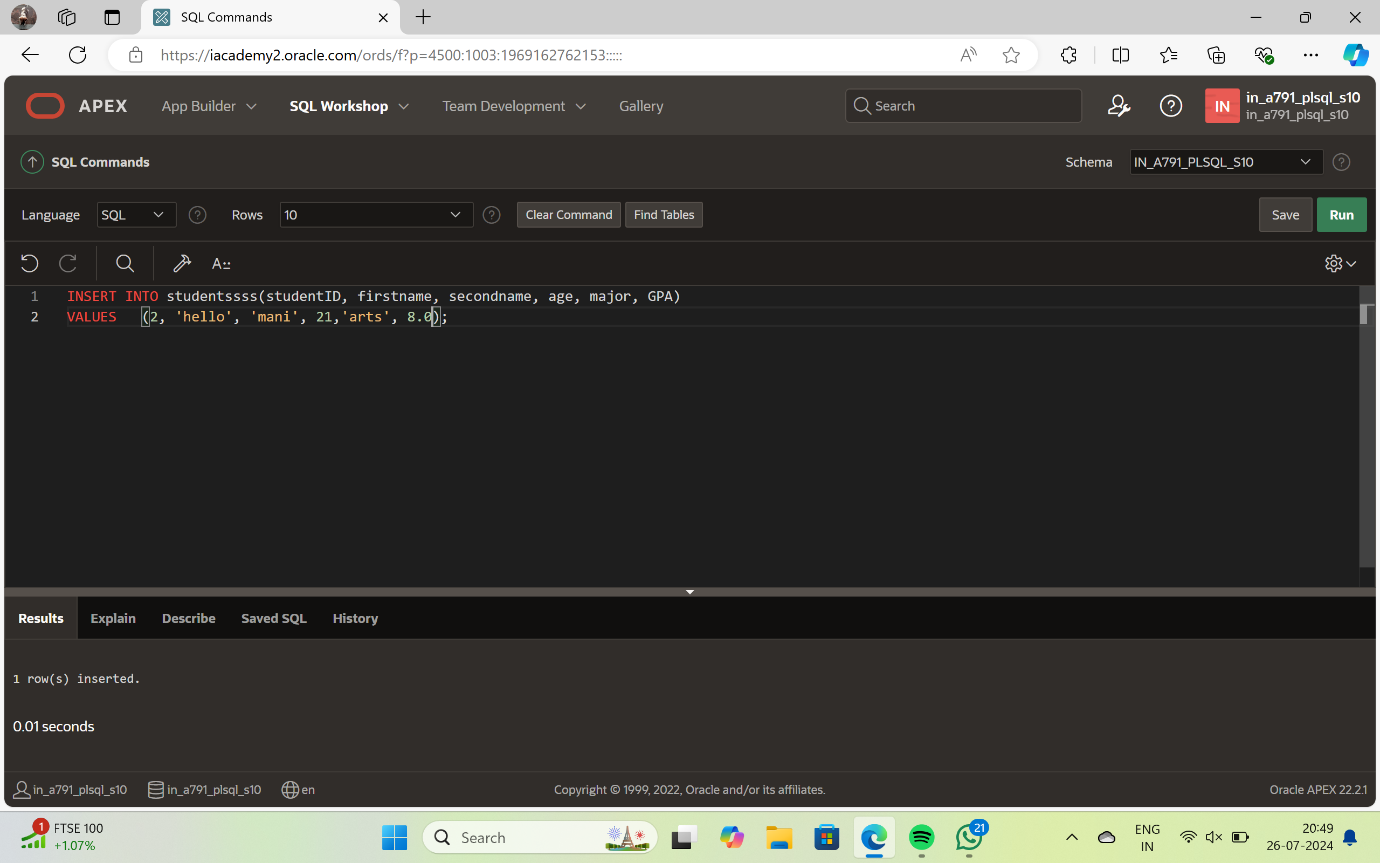 SQL Commands
https://iacademy2.oracle.com/ords/f?p=4500:1003:1969162762153:::::
APEX App Builder SQL Workshop Team Development Gallery Search IN in_a791_plsql_s10
in_a791_plsql_s10
SQL Commands Schema IN_A791_PLSQL_S10
Language SQL Rows 10 Clear Command Find Tables Save Run
1 INSERT INTO studentssss(studentID, firstname, secondname, age, major, GPA)
2 VALUES (2, 'hello', 'mani', 21,'arts', 8.0);
Results Explain Describe Saved SQL History
1 row(s) inserted.
0.01 seconds
in_a791_plsql_s10 in_a791_plsql_s10 en Copyright © 1999, 2022, Oracle and/or its affiliates. Oracle APEX 22.2.1
1 FTSE 100
+1.07%
Search
21
ENG
IN
20:49
26-07-2024